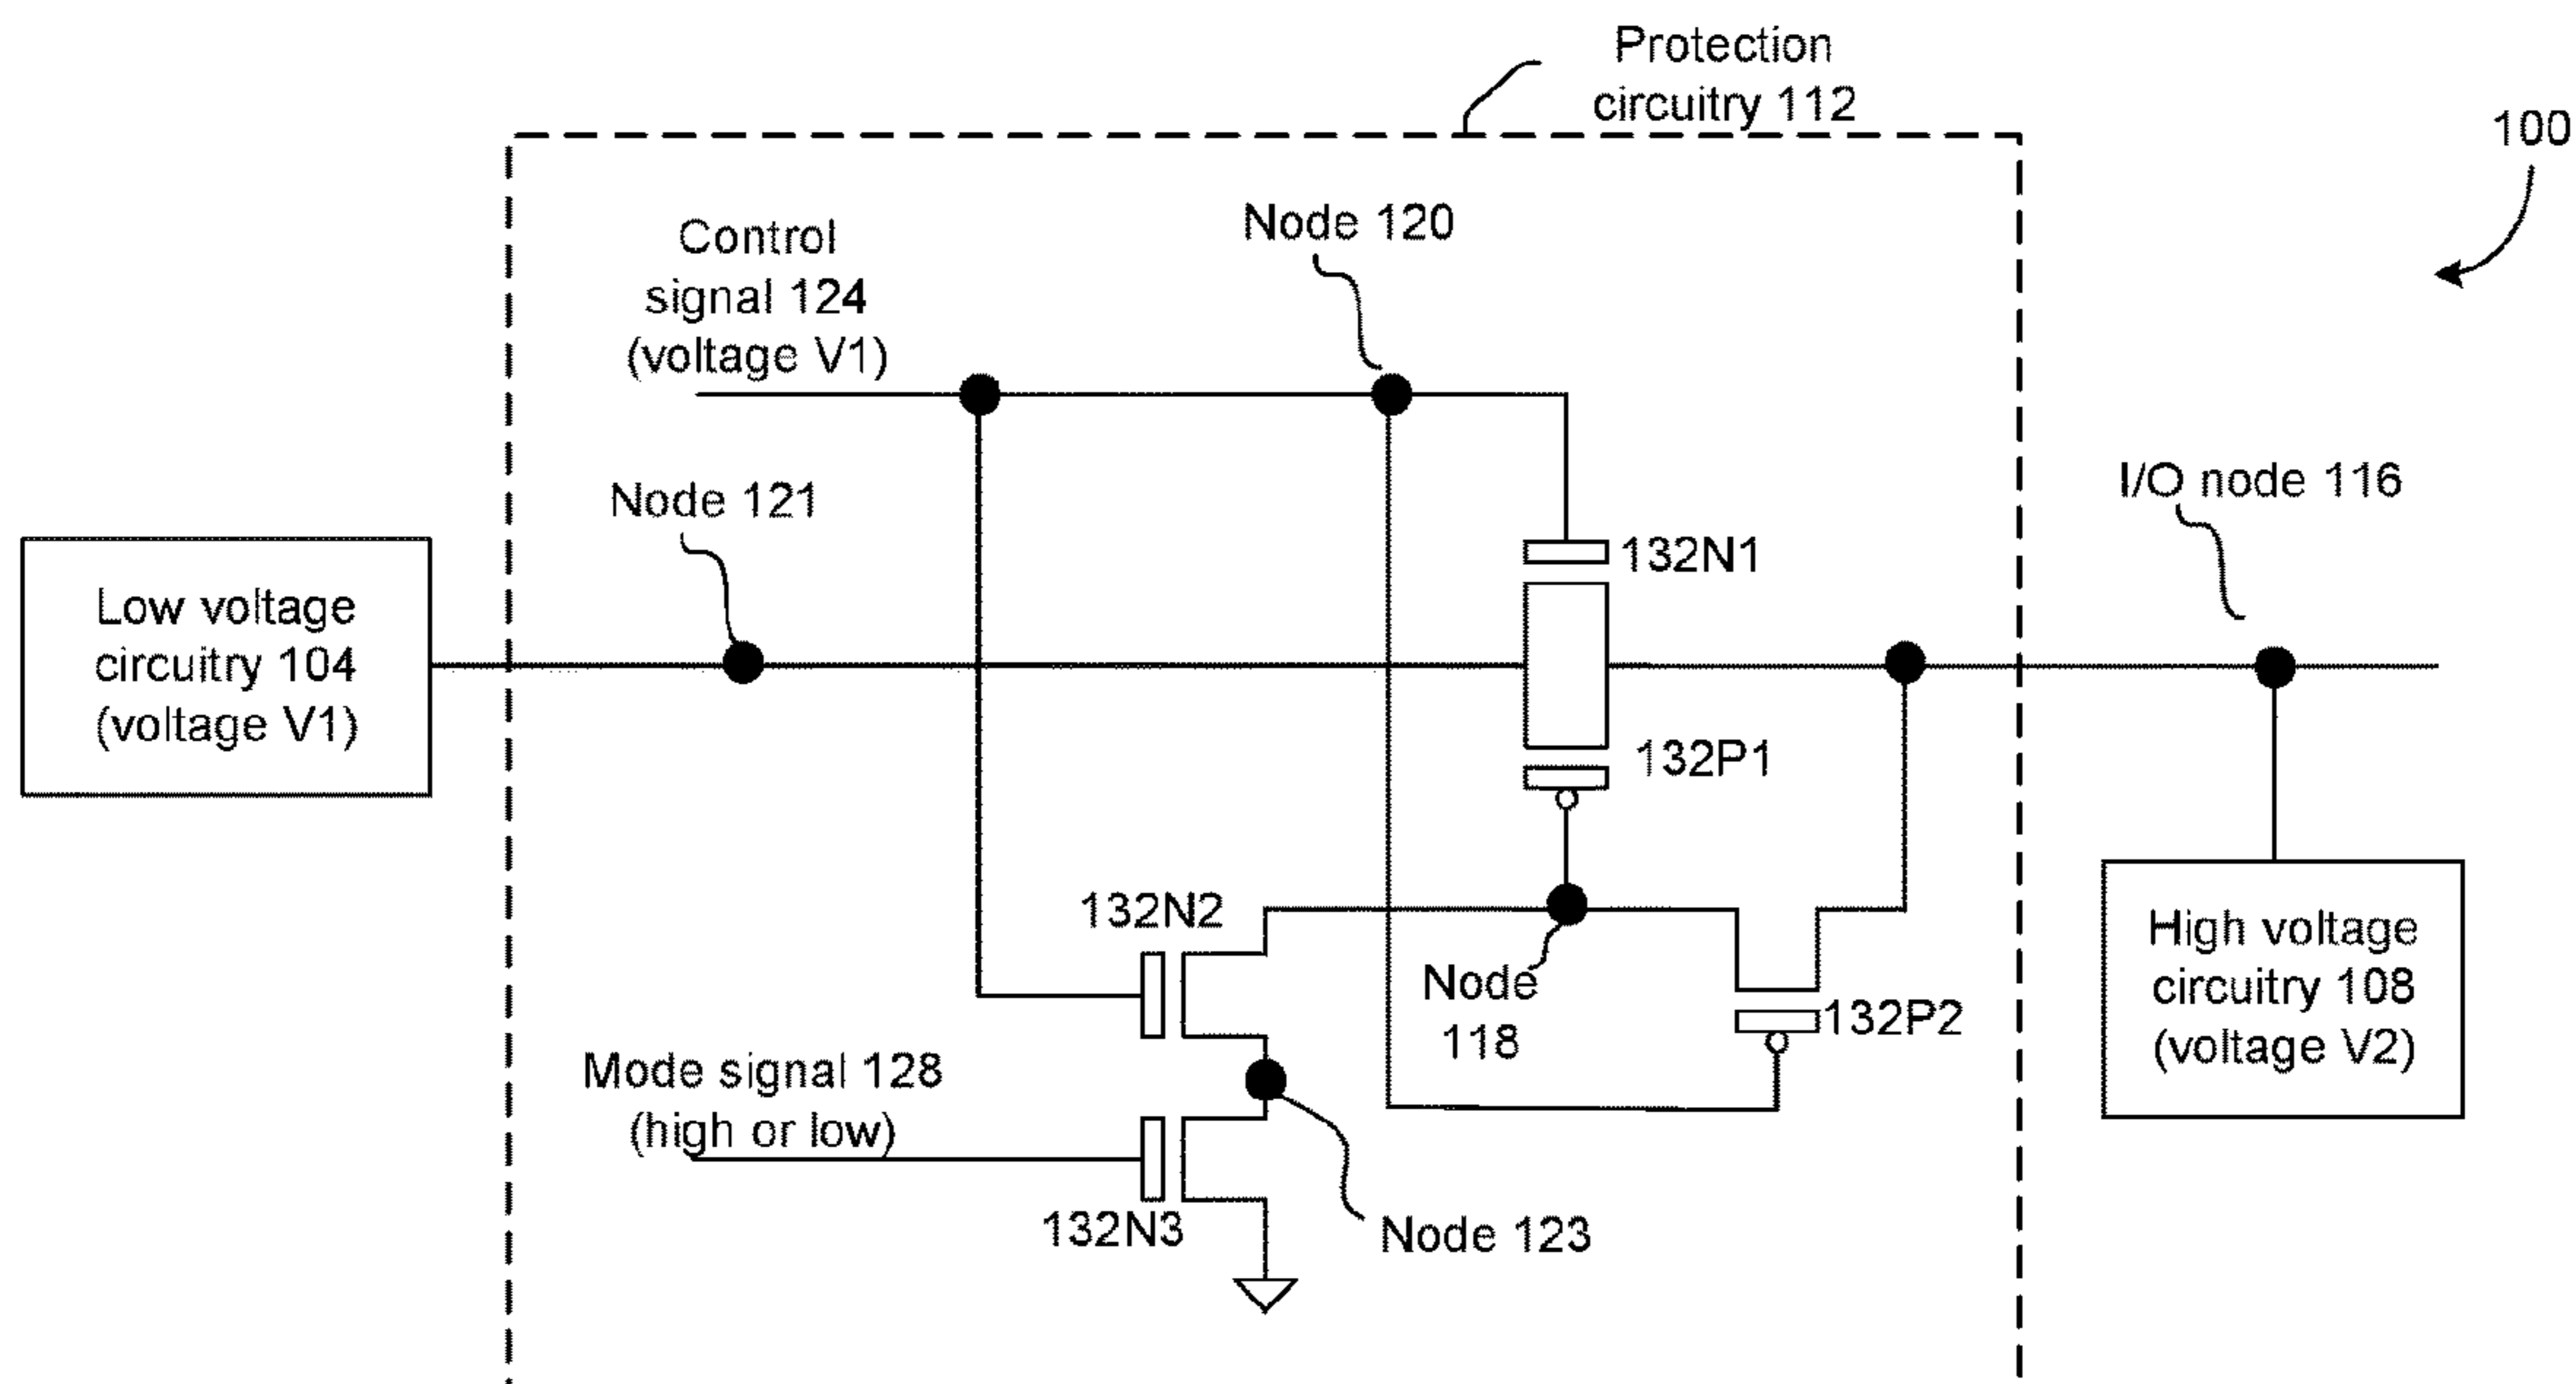 Protection
circuitry 112
100
Control
signal 124
(voltage V1)
Node 120
Node 121
I/O node 116
132N1
Low voltage
circuitry 104
(voltage V1)
132P1
132N2
Node
118
High voltage
circuitry 108
(voltage V2)
132P2
Mode signal 128
(high or low)
132N3
Node 123